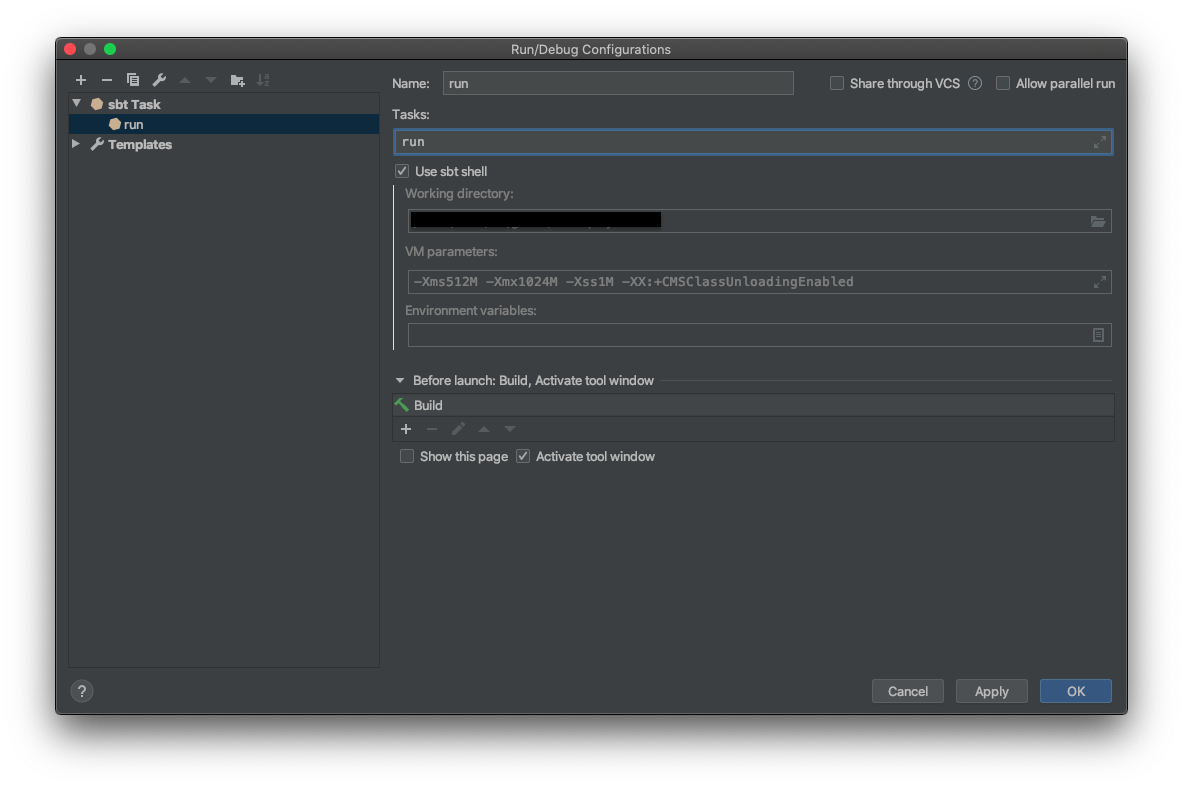 Run/Debug Configurations
Name: run Share through VCS ? Allow parallel run
sbt Task
run
Templates
Tasks:
run
Use sbt shell
Working directory:
VM parameters:
-Xms512M -Xmx1024M -Xss1M -XX:+CMSClassUnloadingEnabled
Environment variables:
Before launch: Build, Activate tool window
Build
Show this page Activate tool window
? Cancel Apply OK